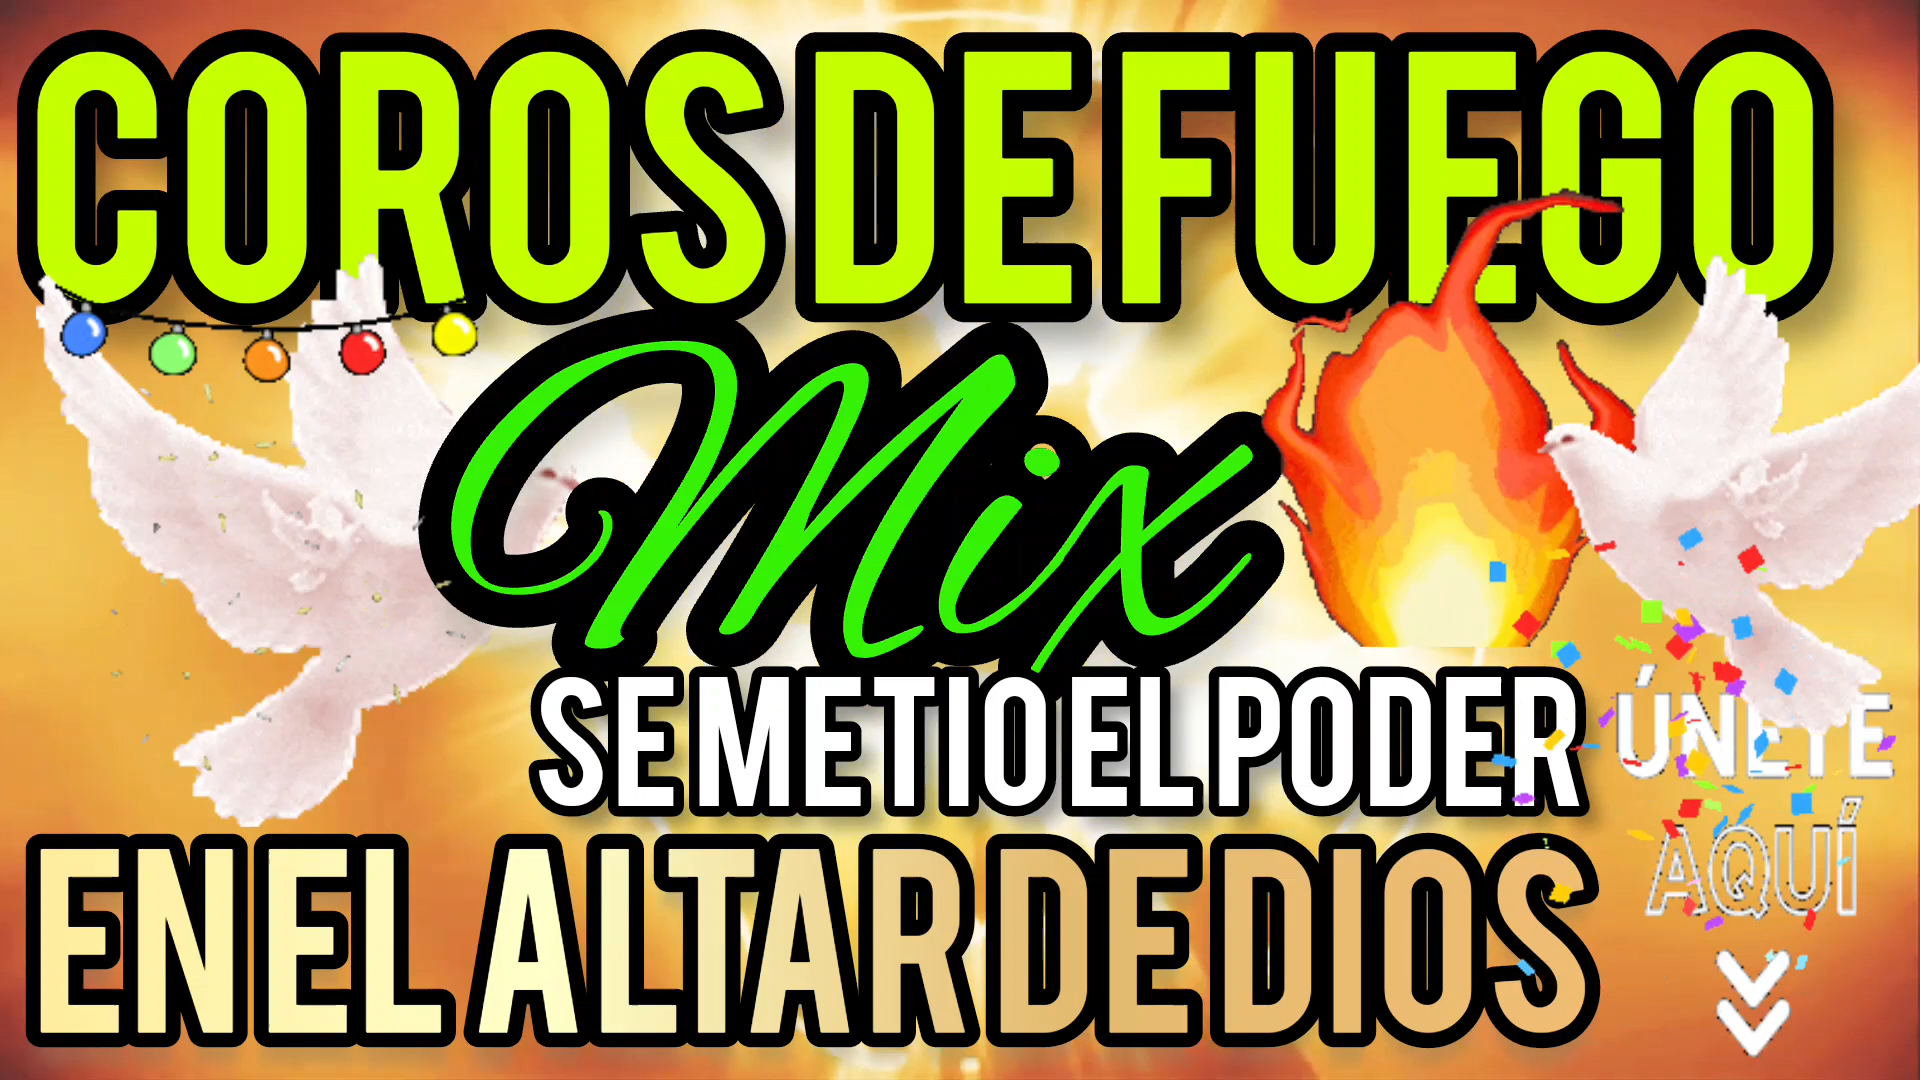 COROS DE FUEGO
Mix
SE METIO EL PODER
EN EL ALTAR DE DIOS
ÚNETE
AQUÍ